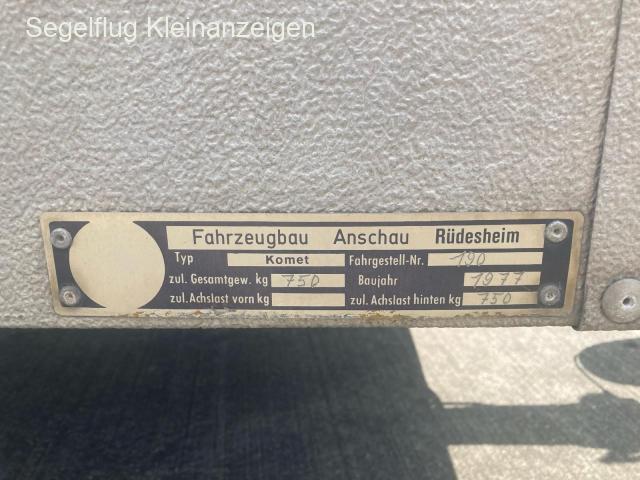 Segelflug Kleinanzeigen
Fahrzeugbau Anschau Rüdesheim
Typ Komet Fahrgestell-Nr. 190
zul. Gesamtgew. kg 750 Baujahr 1977
zul. Achslast vorn kg zul. Achslast hinten kg 750